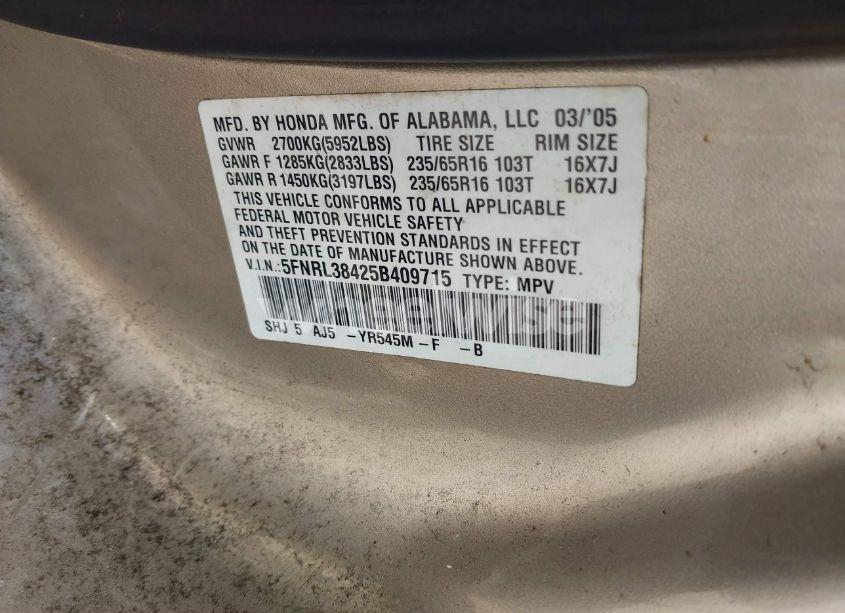 MFD. BY HONDA MFG. OF ALABAMA, LLC 03/'05
GVWR 2700KG(5952LBS) TIRE SIZE RIM SIZE
GAWR F 1285KG(2833LBS) 235/65R16 103T 16X7J
GAWR R 1450KG(3197LBS) 235/65R16 103T 16X7J
THIS VEHICLE CONFORMS TO ALL APPLICABLE
FEDERAL MOTOR VEHICLE SAFETY
AND THEFT PREVENTION STANDARDS IN EFFECT
ON THE DATE OF MANUFACTURE SHOWN ABOVE.
V.I.N.:5FNRL38425B409715 TYPE: MPV
SHJ 5 AJ5 -YR545M -F -B